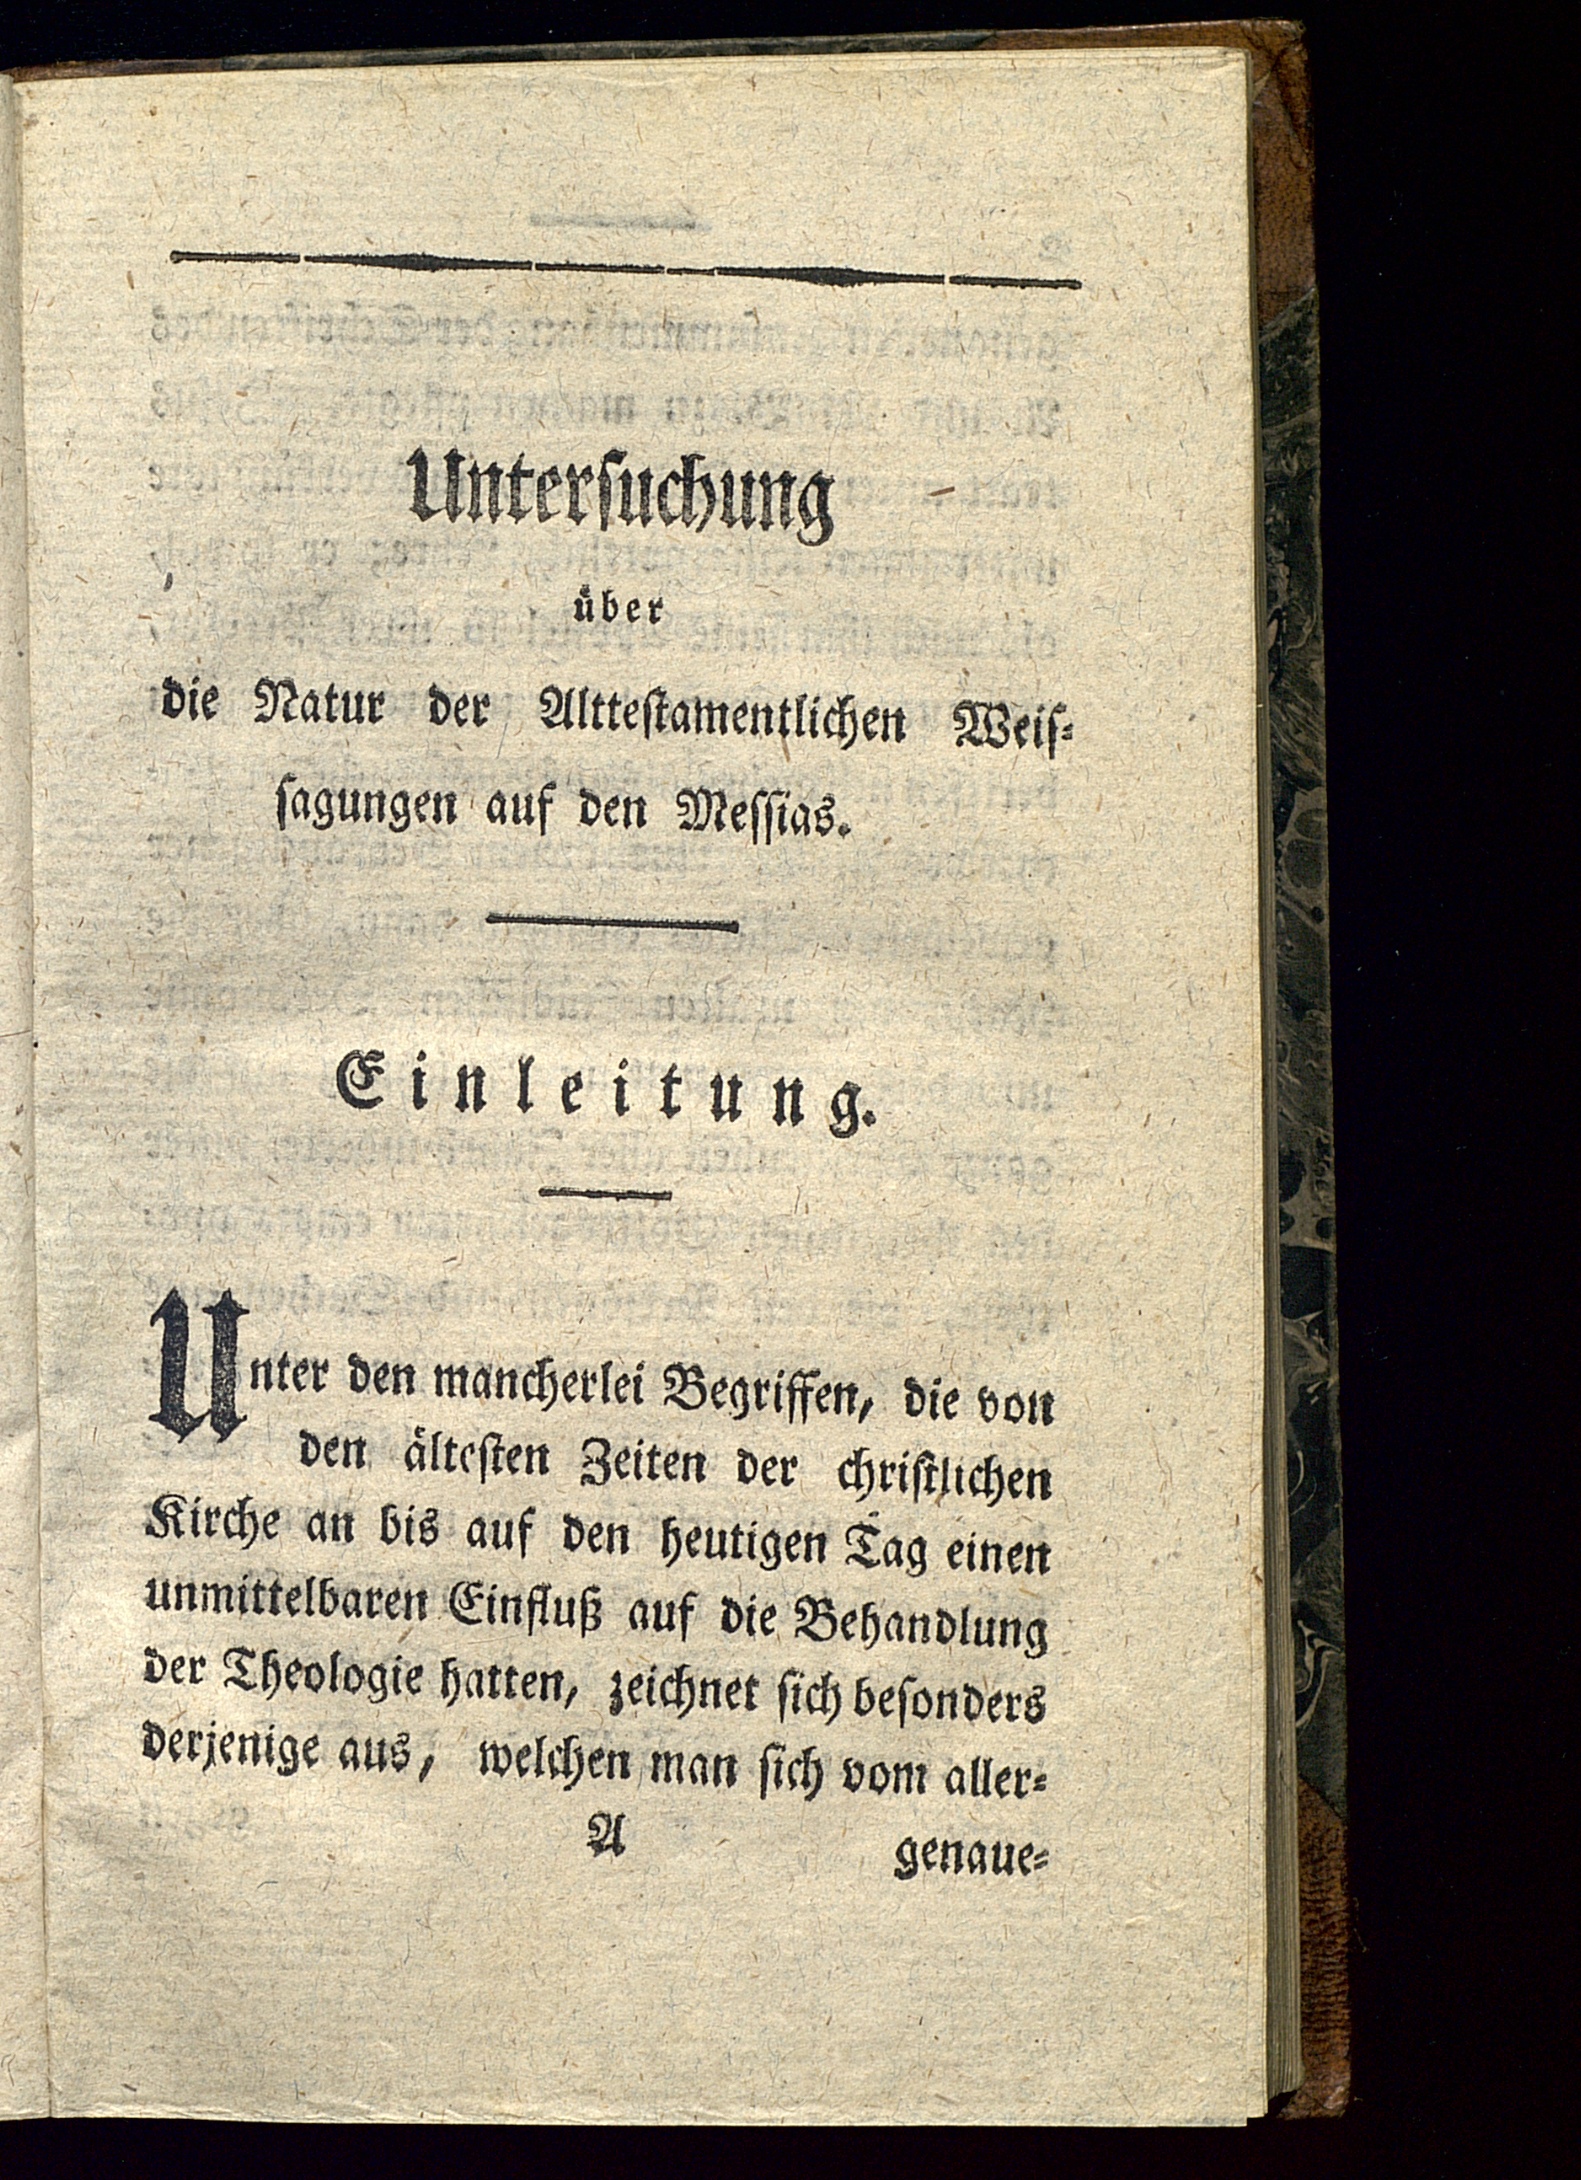 Unterſuchung
über
die Natur der Altteſtamentlichen Weiſ⸗
ſagungen auf den Meſſias.
Einleitung.
Unter den mancherlei Begriffen, die von
den älteſten Zeiten der chriſtlichen
Kirche an bis auf den heutigen Tag einen
unmittelbaren Einfluß auf die Behandlung
der Theologie hatten, zeichnet ſich beſonders
derjenige aus, welchen man ſich vom aller⸗
A
genaue⸗